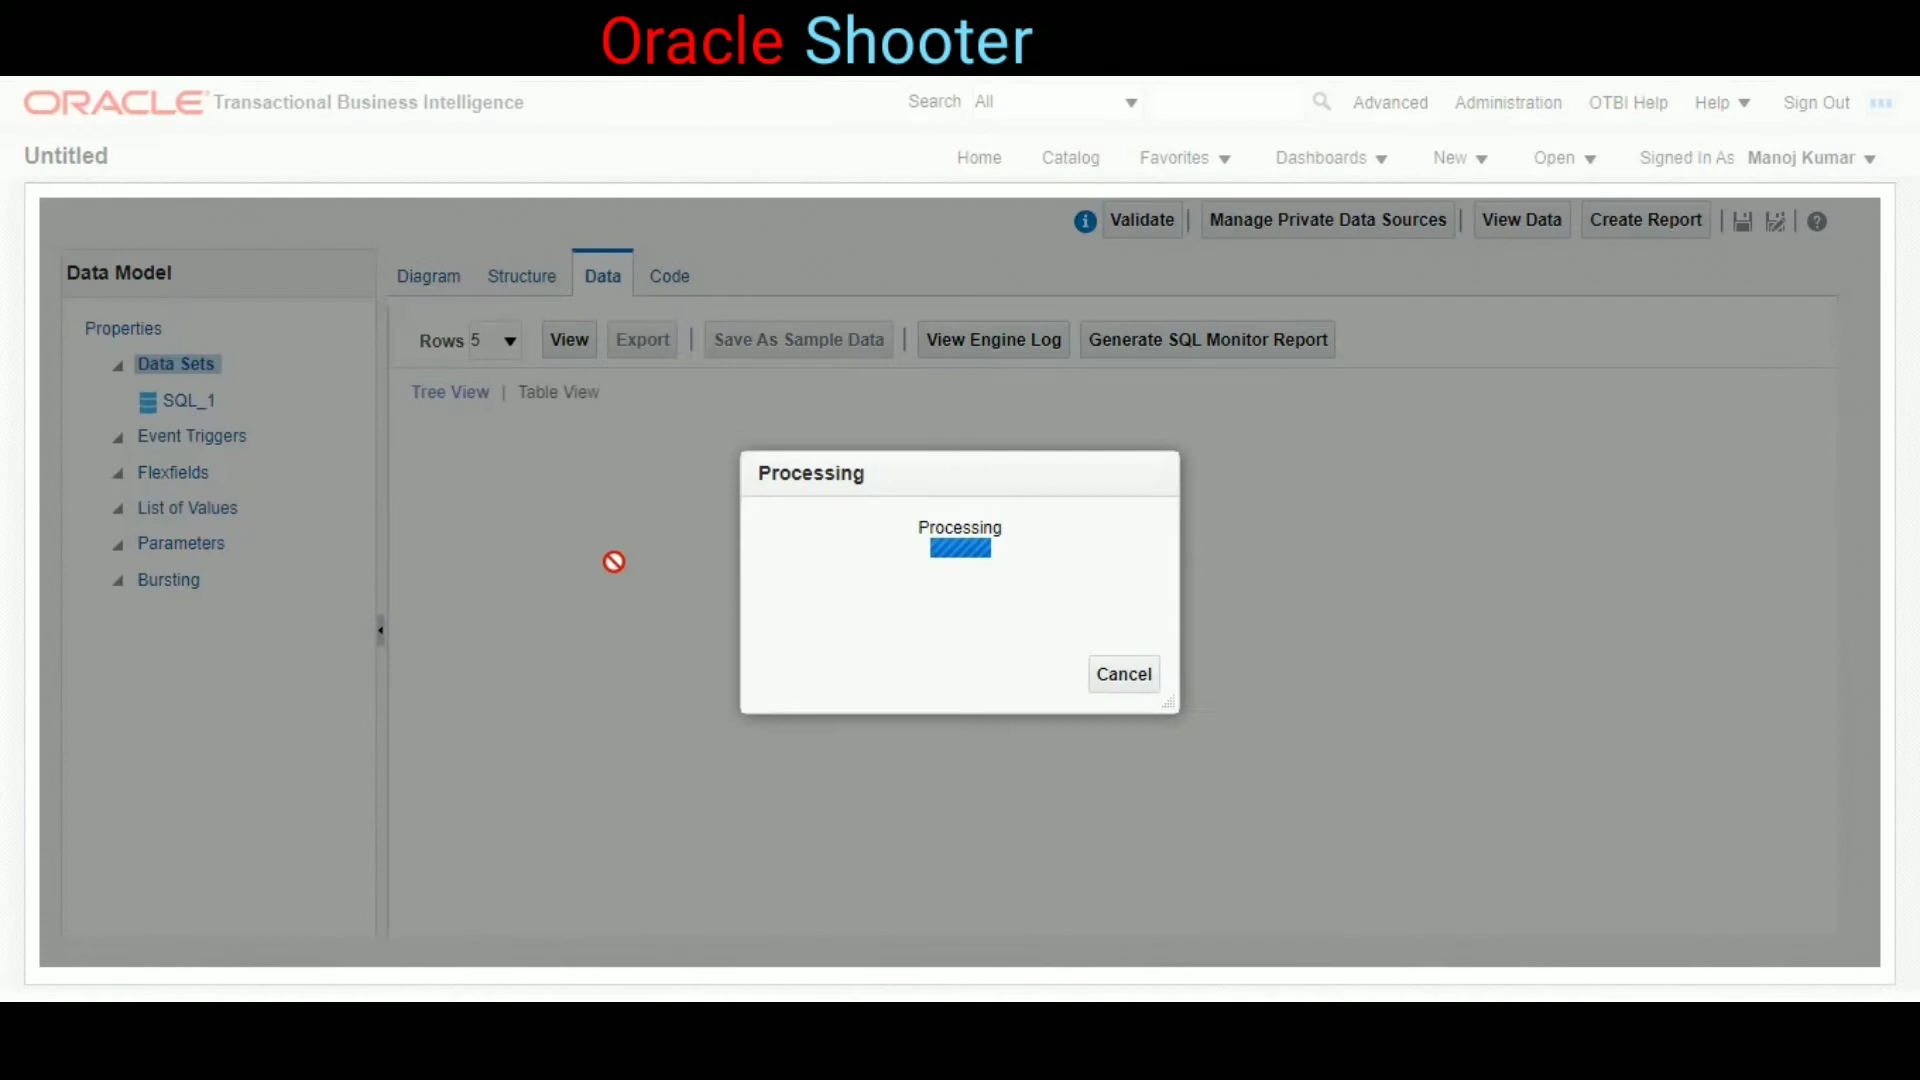 Oracle Shooter
ORACLE Transactional Business Intelligence Search All Advanced Administration OTBI Help Help Sign Out
Untitled Home Catalog Favorites Dashboards New Open Signed In As Manoj Kumar
Validate | Manage Private Data Sources | View Data Create Report
Data Model
Diagram Structure Data Code
Properties
Data Sets
SQL_1
Event Triggers
Flexfields
List of Values
Parameters
Bursting
Rows 5 View Export | Save As Sample Data | View Engine Log Generate SQL Monitor Report
Tree View | Table View
Processing
Processing
Cancel